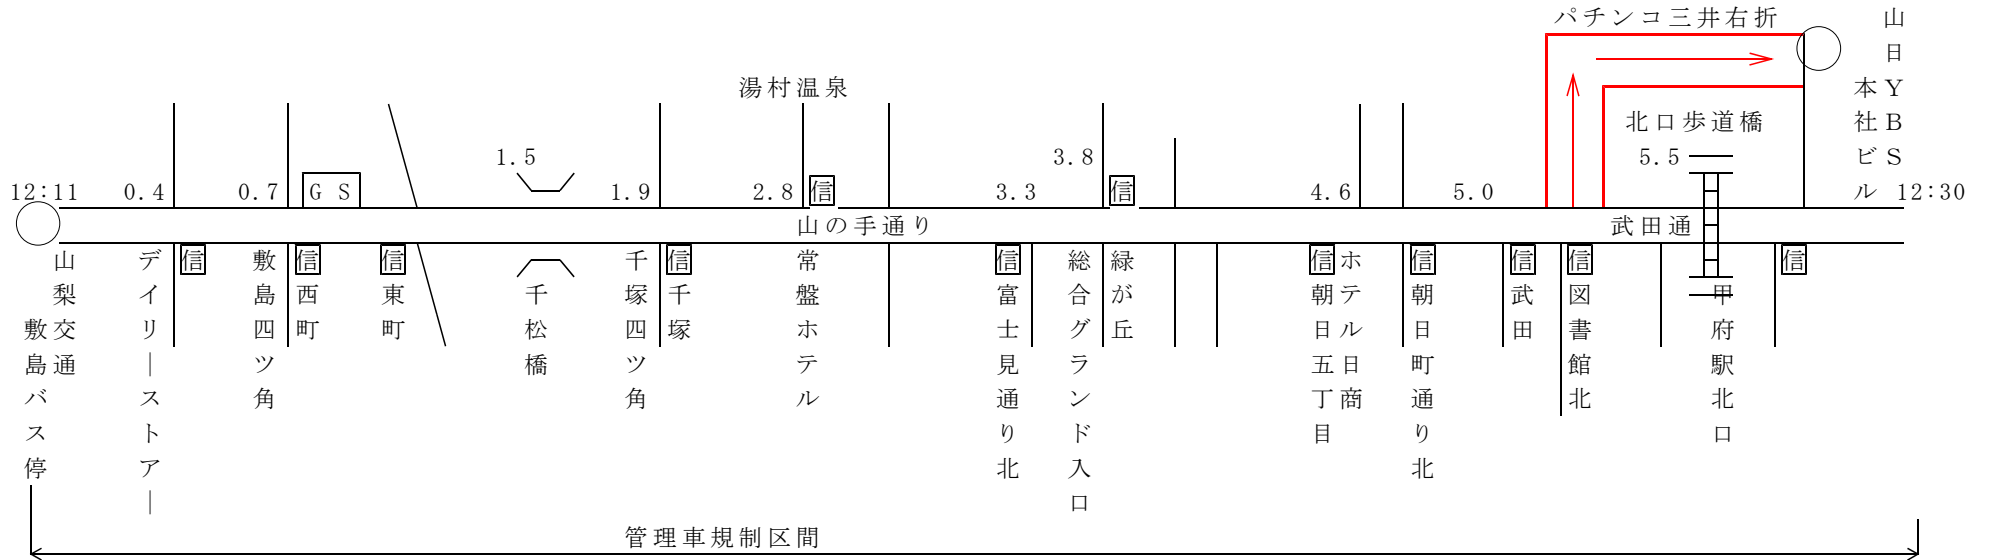 パチンコ三井右折
山日YBS
本社ビル
湯村温泉
北口歩道橋
1.5
3.8
5.5
12:11
0.4
0.7
GS
1.9
2.8
信
3.3
信
4.6
5.0
12:30
山の手通り
武田通
山梨交通
敷島バス停
デイリーストアー
信
敷島四ツ角
信
西町
信
東町
千松橋
千塚四ツ角
信
千塚
常盤ホテル
信
富士見通り北
総合グランド入口
緑が丘
信
朝日五丁目
ホテル日商
信
朝日町通り北
信
武田
信
図書館北
甲府駅北口
信
管理車規制区間